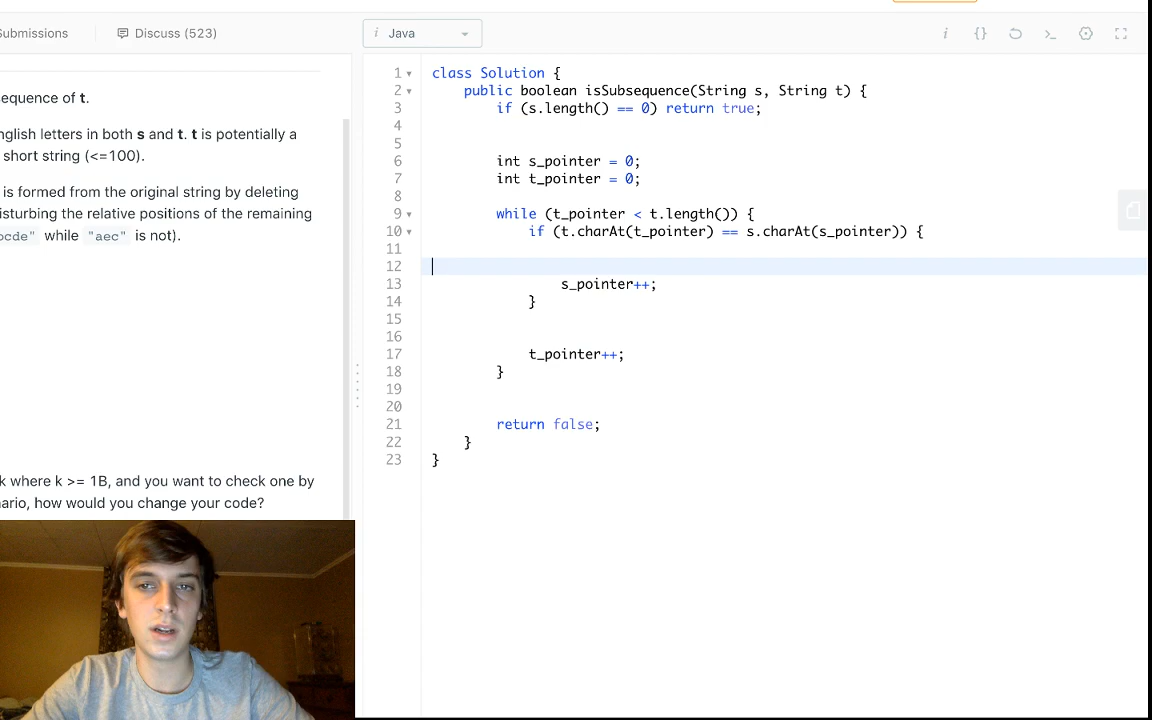 Submissions
Discuss (523)
i Java
equence of t.
nglish letters in both s and t. t is potentially a
short string (<=100).
is formed from the original string by deleting
isturbing the relative positions of the remaining
ocde" while "aec" is not).
k where k >= 1B, and you want to check one by
ario, how would you change your code?
1 class Solution {
2 public boolean isSubsequence(String s, String t) {
3 if (s.length() == 0) return true;
4
5
6 int s_pointer = 0;
7 int t_pointer = 0;
8
9 while (t_pointer < t.length()) {
10 if (t.charAt(t_pointer) == s.charAt(s_pointer)) {
11
12
13 s_pointer++;
14 }
15
16
17 t_pointer++;
18 }
19
20
21 return false;
22 }
23 }